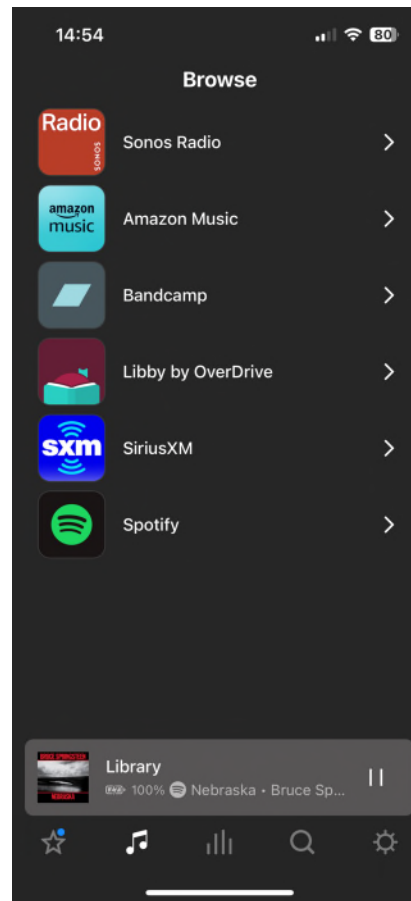 14:54
80
Browse
Radio
SONOS
Sonos Radio
amazon
music
Amazon Music
Bandcamp
Libby by OverDrive
sxm
SiriusXM
Spotify
BRUCE SPRINGSTEEN
NEBRASKA
Library
100% Nebraska • Bruce Sp...